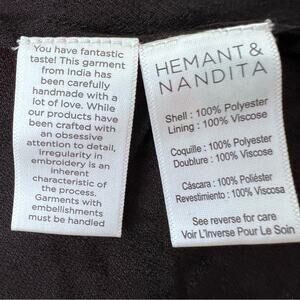 You have fantastic
taste! This garment
from India has
been carefully
handmade with a
lot of love. While
our products have
been crafted with
an obsessive
attention to detail,
irregularity in
embroidery is an
inherent
characteristic of
the process.
Garments with
embellishments
must be handled
HEMANT &
NANDITA
Shell : 100% Polyester
Lining : 100% Viscose
Coquille : 100% Polyester
Doublure : 100% Viscose
Cáscara : 100% Poliéster
Revestimiento : 100% Viscosa
See reverse for care
Voir L'inverse Pour Le Soin